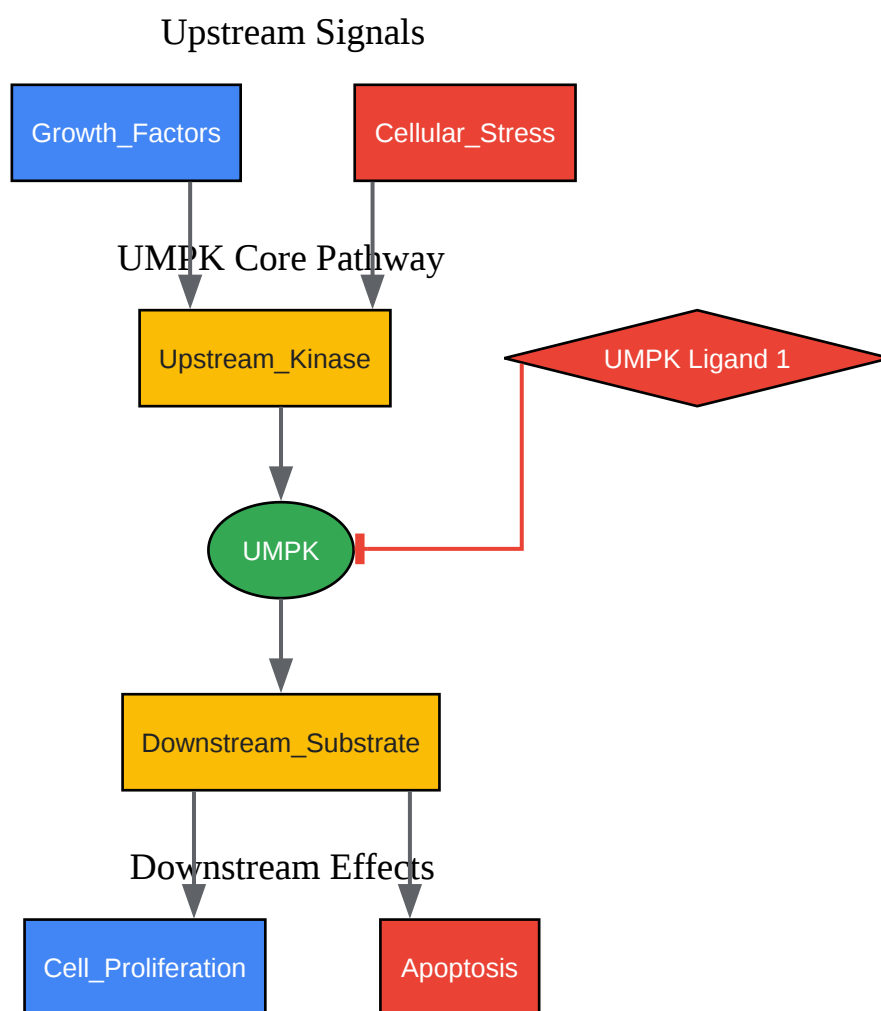 Upstream Signals
Growth_Factors
Cellular_Stress
UMPK Core Pathway
Upstream_Kinase
UMPK Ligand 1
UMPK
Downstream_Substrate
Downstream Effects
Cell_Proliferation
Apoptosis